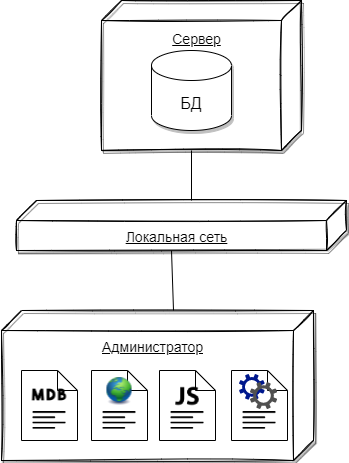 Сервер
БД
Локальная сеть
Администратор
MDB
JS